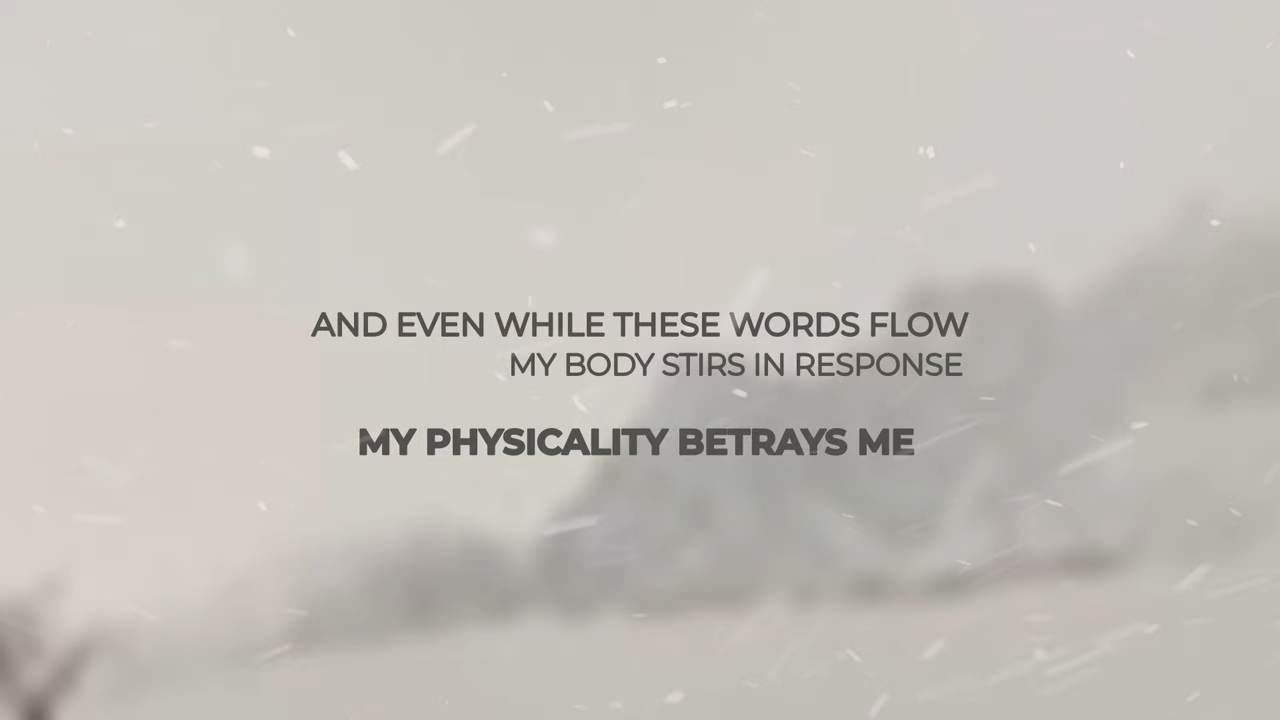 AND EVEN WHILE THESE WORDS FLOW
MY BODY STIRS IN RESPONSE
MY PHYSICALITY BETRAYS ME